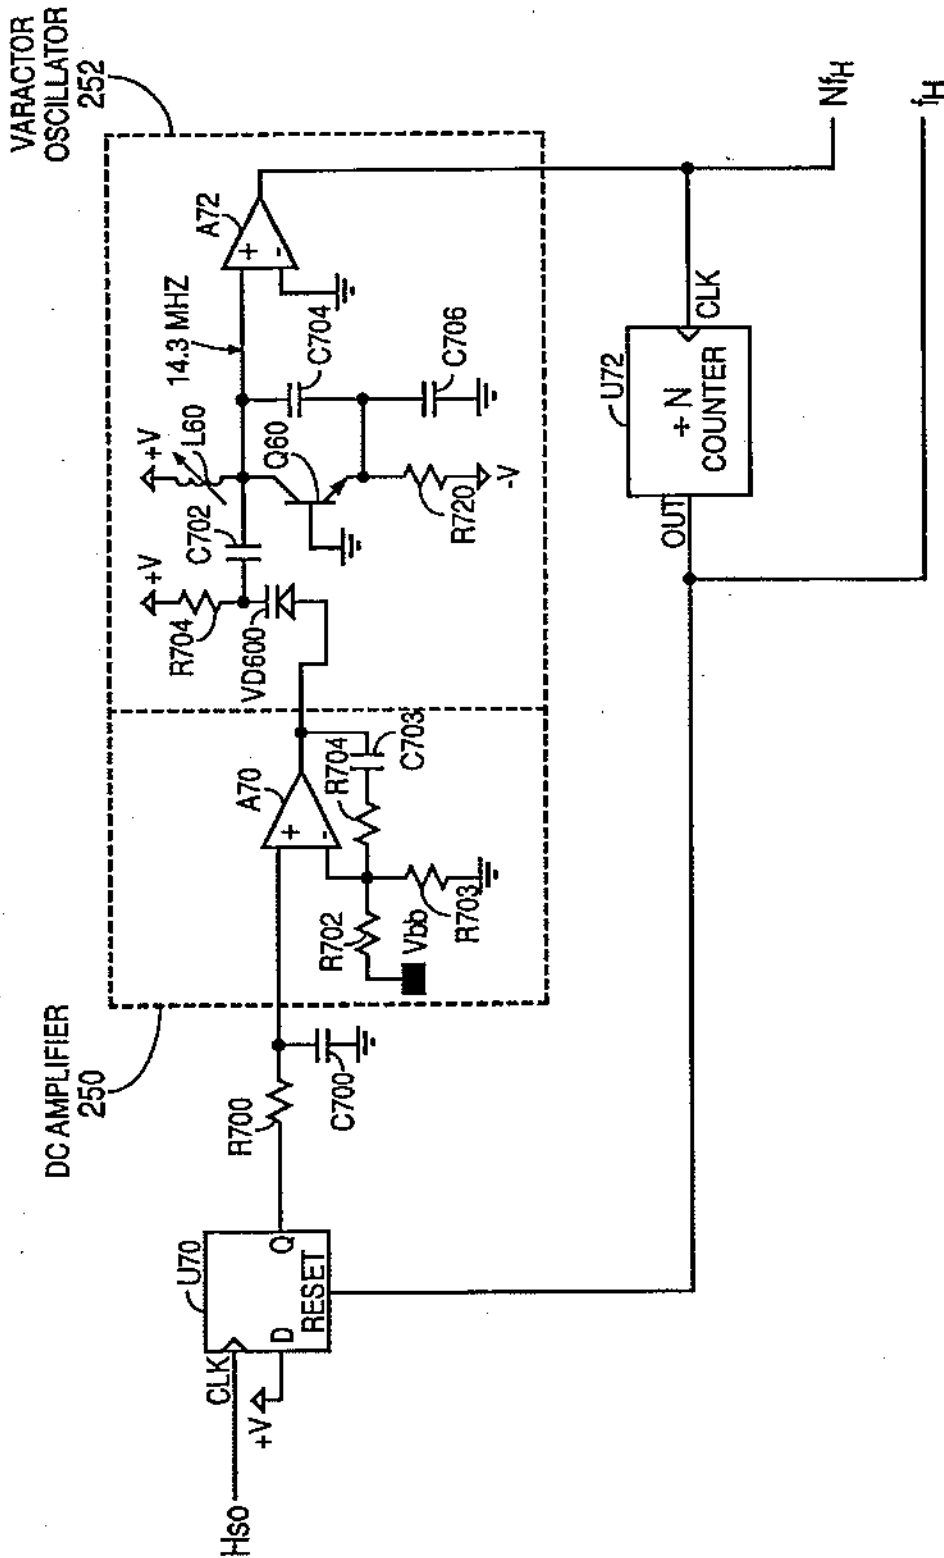 VARACTOR
OSCILLATOR
252
DC AMPLIFIER
250
Hso
+V
CLK
D
Q
RESET
U70
R700
C700
A70
+
-
R702
Vbb
R703
R704
C703
+V
R704
VD600
C702
+V
L60
Q60
R720
-V
14.3 MHZ
C704
C706
A72
+
-
U72
÷ N
COUNTER
OUT
CLK
NfH
fH